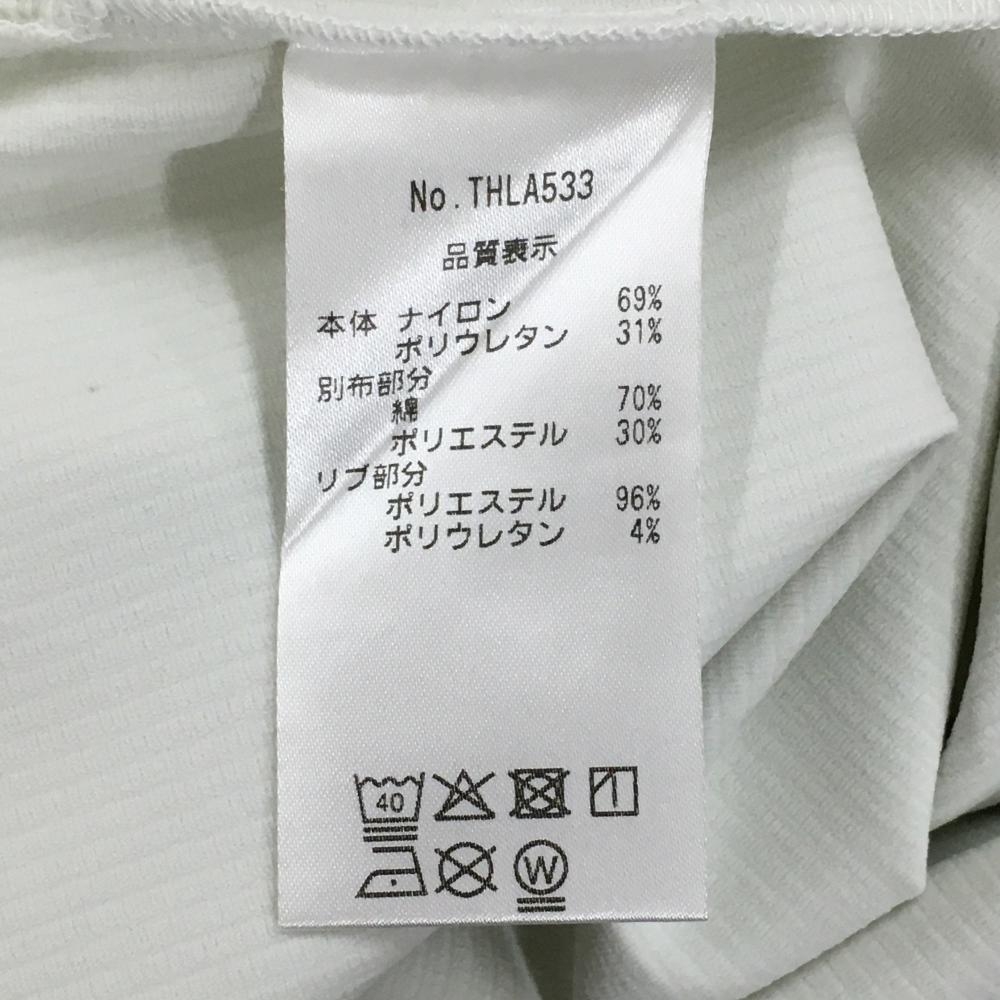 No.THLA533
品質表示
本体 ナイロン 69%
ポリウレタン 31%
別布部分
綿 70%
ポリエステル 30%
リブ部分
ポリエステル 96%
ポリウレタン 4%
40
W